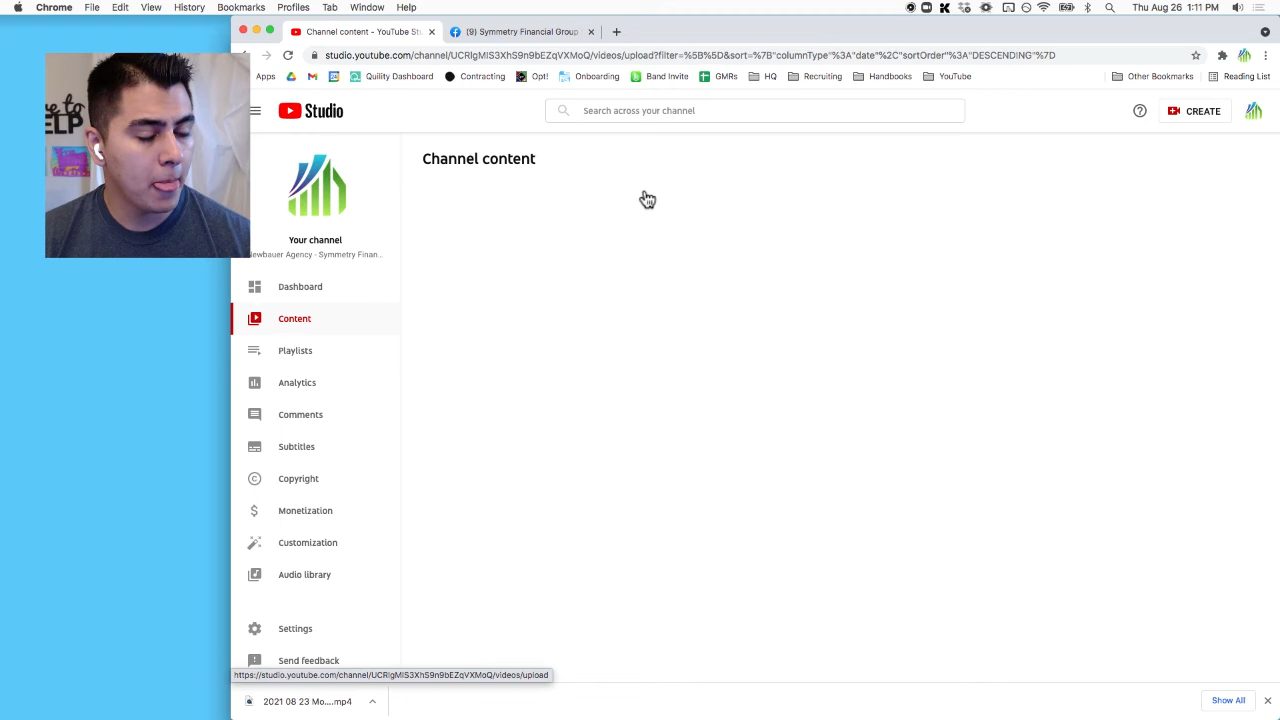 Chrome File Edit View History Bookmarks Profiles Tab Window Help Thu Aug 26 1:11 PM
Channel content - YouTube St (9) Symmetry Financial Group
studio.youtube.com/channel/UCRlgMIS3XhS9n9bEZqVXMoQ/videos/upload?filter=%5B%5D&sort=%7B"columnType"%3A"date"%2C"sortOrder"%3A"DESCENDING"%7D
Apps Quility Dashboard Contracting Opt! Onboarding Band Invite GMRs HQ Recruiting Handbooks YouTube Other Bookmarks Reading List
Studio
Search across your channel
CREATE
ELP
Channel content
Your channel
ewbauer Agency - Symmetry Finan...
Dashboard
Content
Playlists
Analytics
Comments
Subtitles
Copyright
Monetization
Customization
Audio library
Settings
Send feedback
https://studio.youtube.com/channel/UCRlgMIS3XhS9n9bEZqVXMoQ/videos/upload
2021 08 23 Mo....mp4
Show All